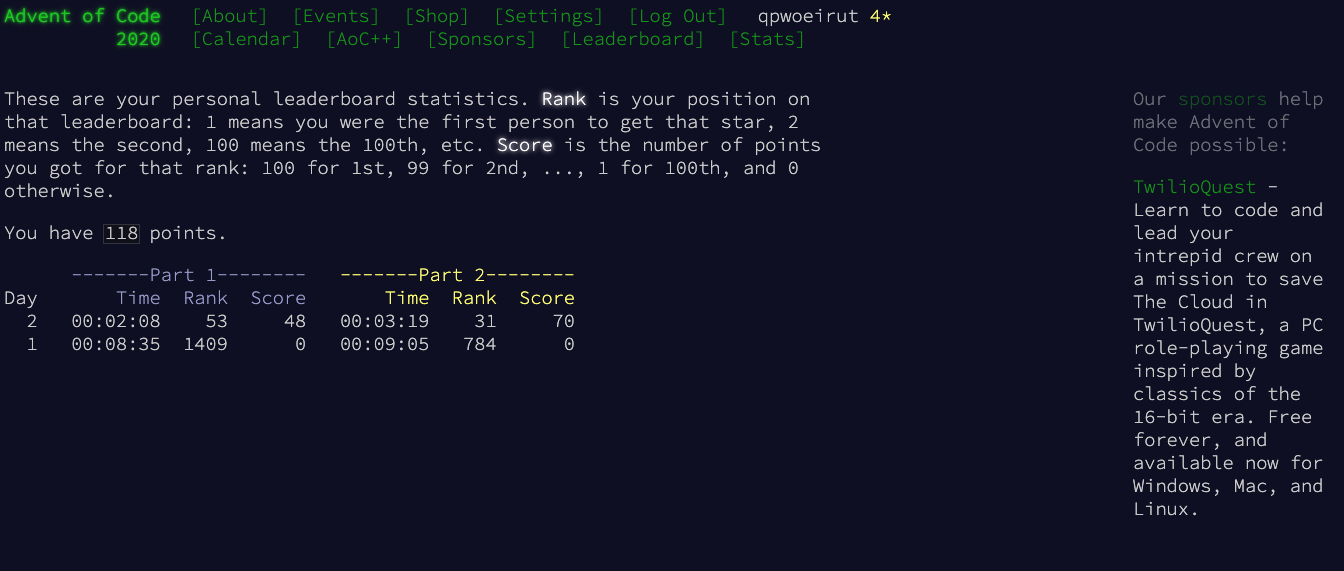 Advent of Code [About] [Events] [Shop] [Settings] [Log Out] qpwoeirut 4*
2020 [Calendar] [AoC++] [Sponsors] [Leaderboard] [Stats]
These are your personal leaderboard statistics. Rank is your position on
that leaderboard: 1 means you were the first person to get that star, 2
means the second, 100 means the 100th, etc. Score is the number of points
you got for that rank: 100 for 1st, 99 for 2nd, ..., 1 for 100th, and 0
otherwise.
You have 118 points.
-------Part 1-------- -------Part 2--------
Day Time Rank Score Time Rank Score
2 00:02:08 53 48 00:03:19 31 70
1 00:08:35 1409 0 00:09:05 784 0
Our sponsors help
make Advent of
Code possible:
TwilioQuest -
Learn to code and
lead your
intrepid crew on
a mission to save
The Cloud in
TwilioQuest, a PC
role-playing game
inspired by
classics of the
16-bit era. Free
forever, and
available now for
Windows, Mac, and
Linux.